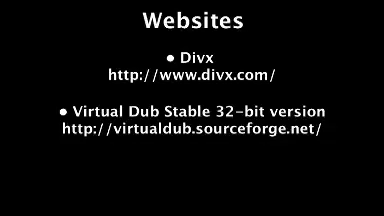 Websites
• Divx
http://www.divx.com/
• Virtual Dub Stable 32-bit version
http://virtualdub.sourceforge.net/